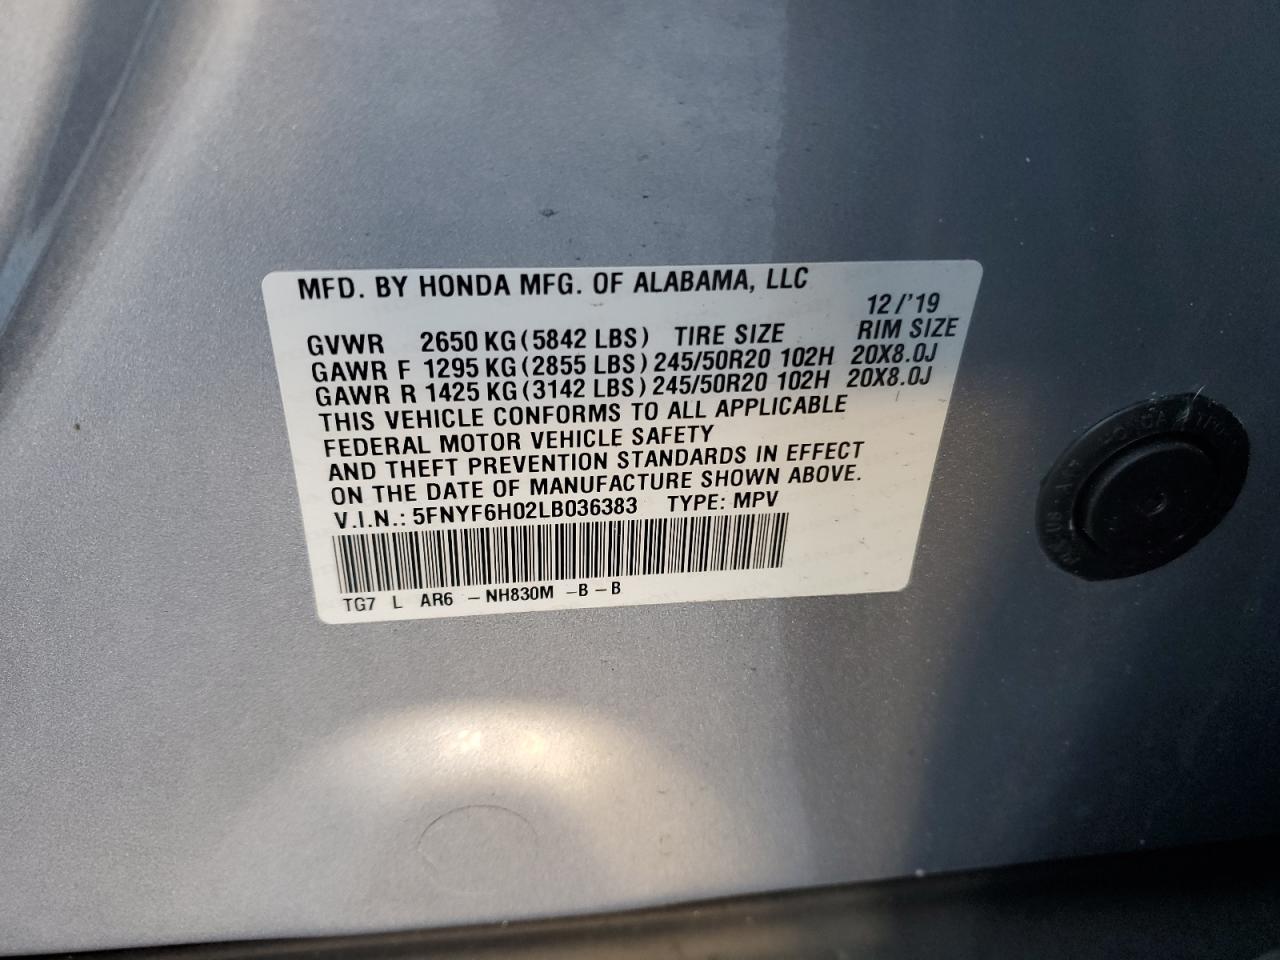 MFD. BY HONDA MFG. OF ALABAMA, LLC
12/'19
GVWR 2650 KG(5842 LBS) TIRE SIZE RIM SIZE
GAWR F 1295 KG(2855 LBS) 245/50R20 102H 20X8.0J
GAWR R 1425 KG(3142 LBS) 245/50R20 102H 20X8.0J
THIS VEHICLE CONFORMS TO ALL APPLICABLE
FEDERAL MOTOR VEHICLE SAFETY
AND THEFT PREVENTION STANDARDS IN EFFECT
ON THE DATE OF MANUFACTURE SHOWN ABOVE.
V.I.N.: 5FNYF6H02LB036383 TYPE: MPV
TG7 L AR6 -NH830M -B-B